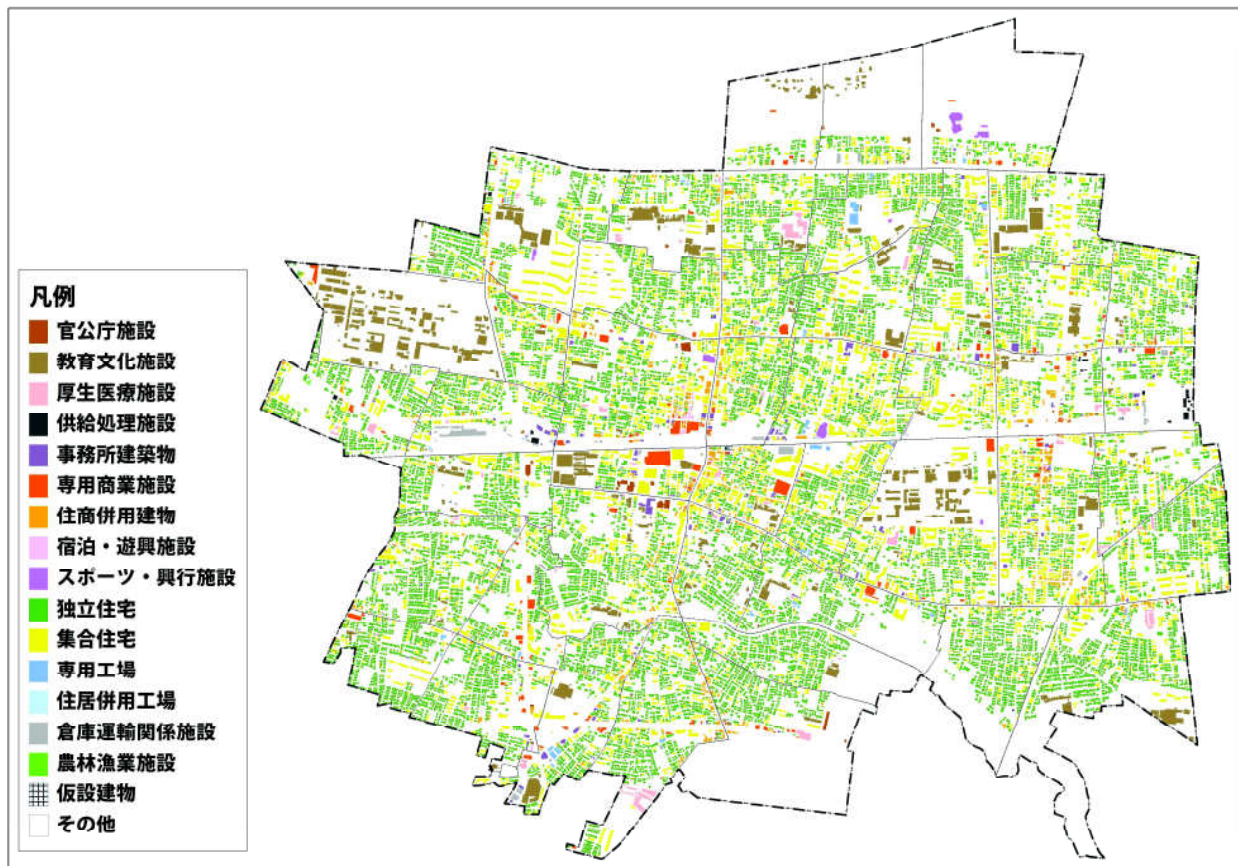 凡例
官公庁施設
教育文化施設
厚生医療施設
供給処理施設
事務所建築物
専用商業施設
住商併用建物
宿泊・遊興施設
スポーツ・興行施設
独立住宅
集合住宅
専用工場
住居併用工場
倉庫運輸関係施設
農林漁業施設
仮設建物
その他